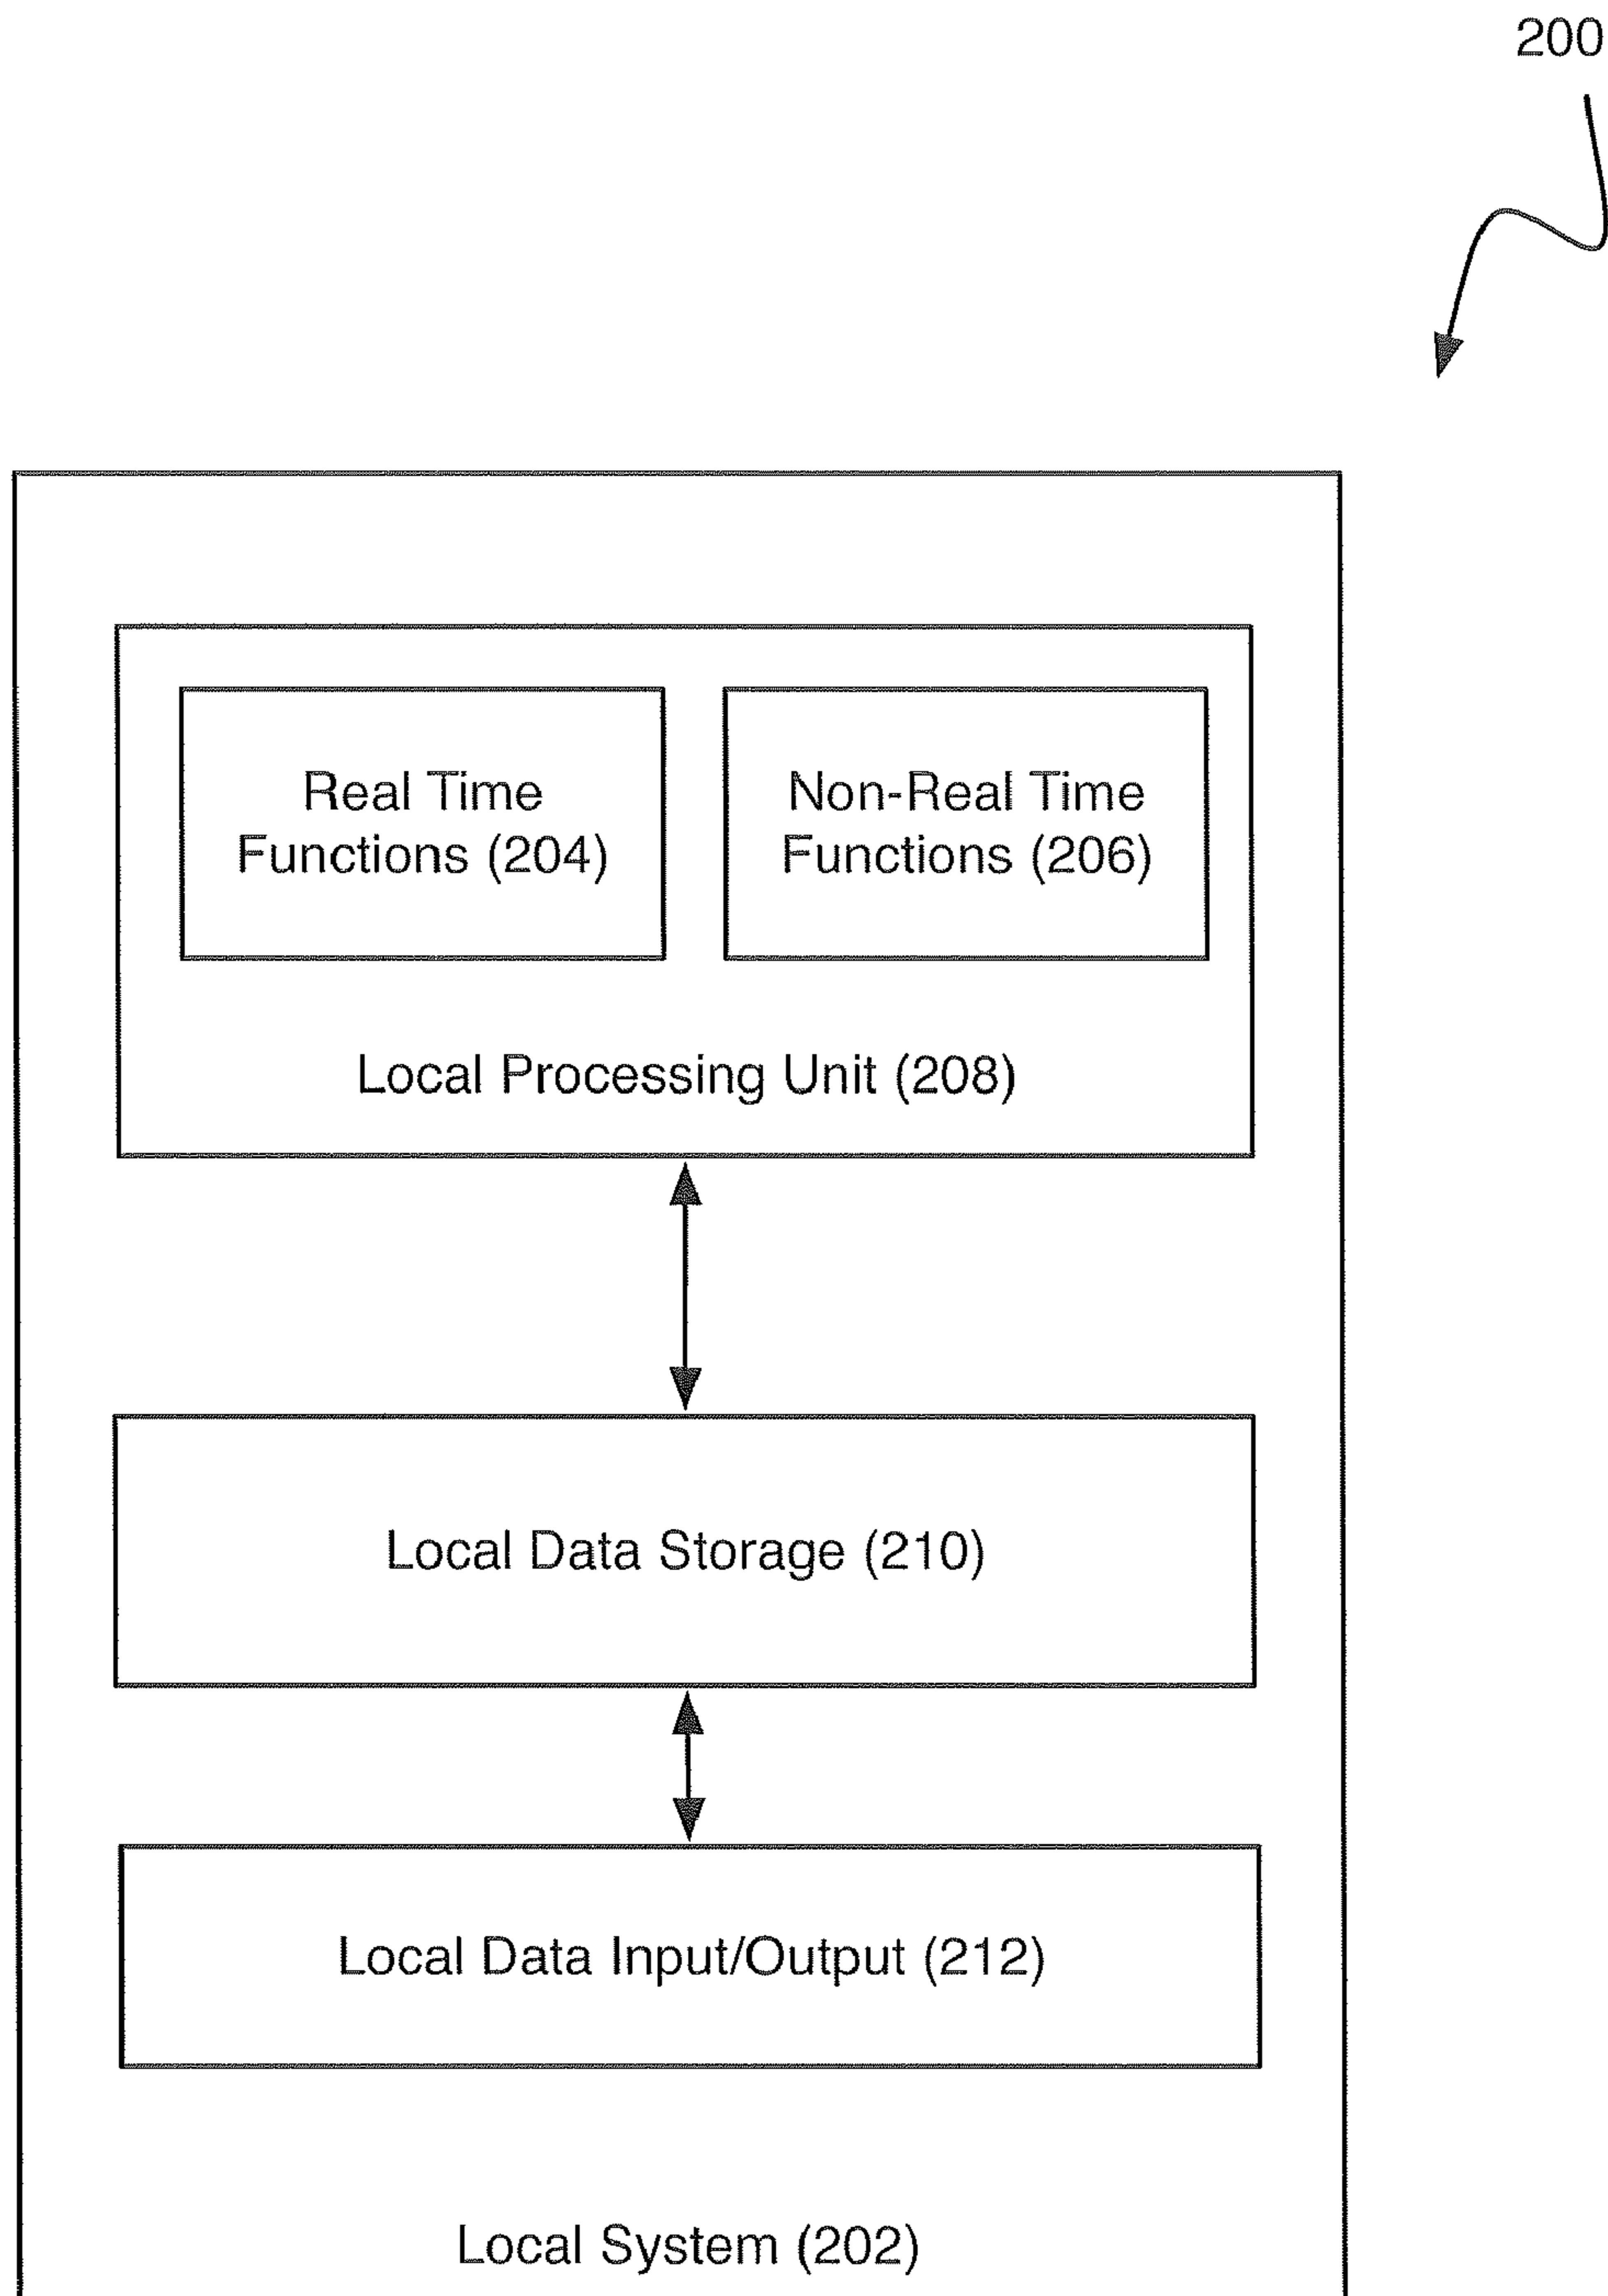 200
Real Time
Functions (204)
Non-Real Time
Functions (206)
Local Processing Unit (208)
Local Data Storage (210)
Local Data Input/Output (212)
Local System (202)